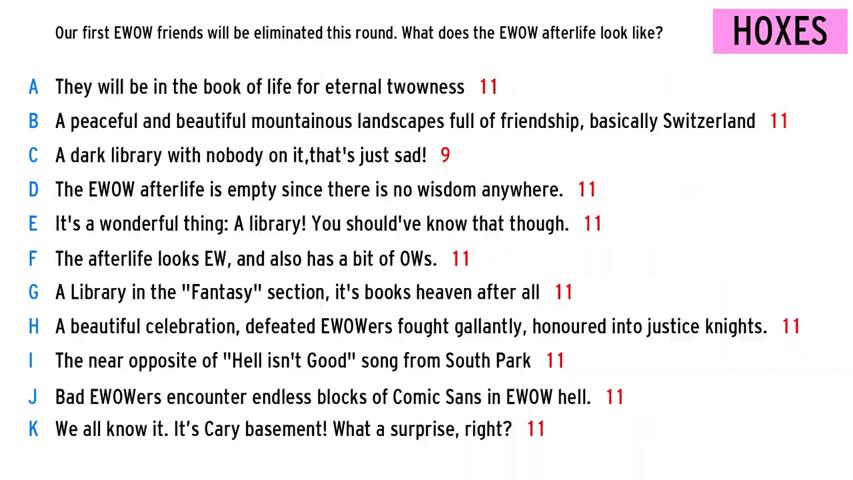 Our first EWOW friends will be eliminated this round. What does the EWOW afterlife look like?
HOXES
A They will be in the book of life for eternal twowness 11
B A peaceful and beautiful mountainous landscapes full of friendship, basically Switzerland 11
C A dark library with nobody on it,that's just sad! 9
D The EWOW afterlife is empty since there is no wisdom anywhere. 11
E It's a wonderful thing: A library! You should've know that though. 11
F The afterlife looks EW, and also has a bit of OWs. 11
G A Library in the "Fantasy" section, it's books heaven after all 11
H A beautiful celebration, defeated EWOWers fought gallantly, honoured into justice knights. 11
I The near opposite of "Hell isn't Good" song from South Park 11
J Bad EWOWers encounter endless blocks of Comic Sans in EWOW hell. 11
K We all know it. It’s Cary basement! What a surprise, right? 11